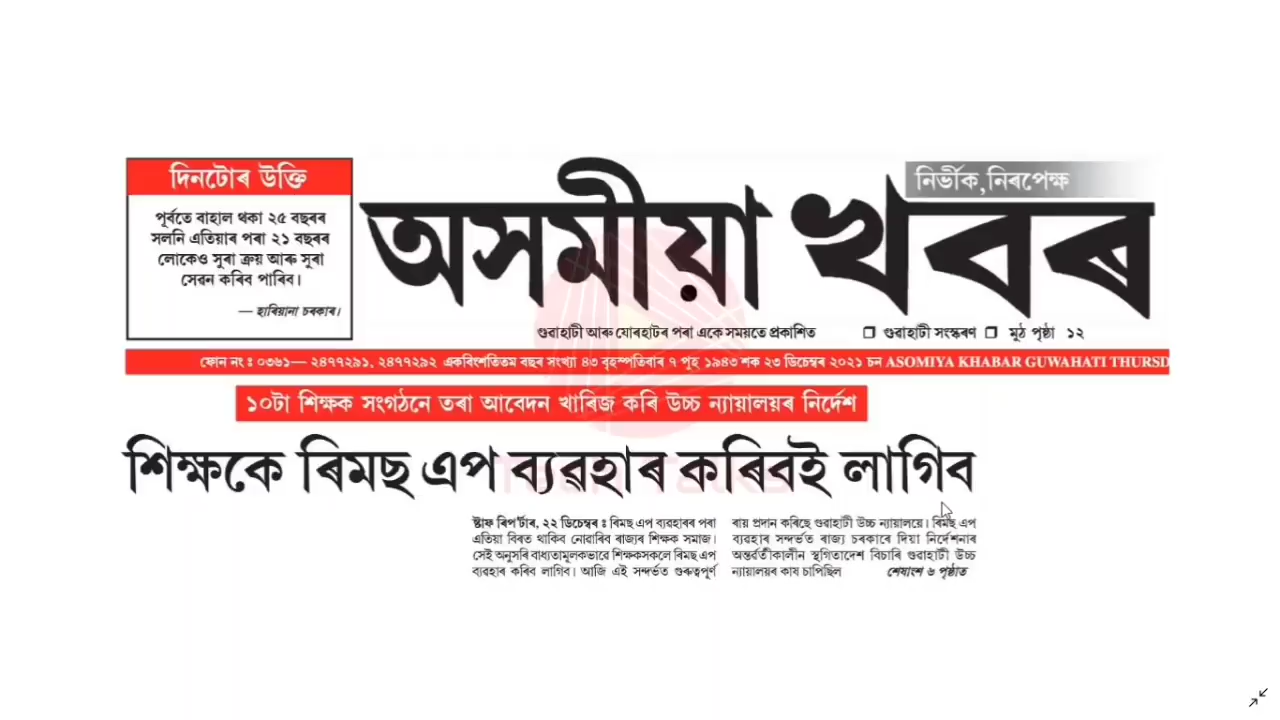 দিনটোৰ উক্তি
পূৰ্বতে বাহাল থকা ২৫ বছৰৰ
সলনি এতিয়াৰ পৰা ২১ বছৰৰ
লোকেও সুৰা ক্ৰয় আৰু সুৰা
সেৱন কৰিব পাৰিব।
— হাৰিয়ানা চৰকাৰ।
নিৰ্ভীক,নিৰপেক্ষ
অসমীয়া খবৰ
গুৱাহাটী আৰু যোৰহাটৰ পৰা একে সময়তে প্ৰকাশিত ❐ গুৱাহাটী সংস্কৰণ ❐ মুঠ পৃষ্ঠা ১২
ফোন নং : ০৩৬১— ২৪৭৭২৯১, ২৪৭৭২৯২ একবিংশতিতম বছৰ সংখ্যা ৪৩ বৃহস্পতিবাৰ ৭ পুহ ১৯৪৩ শক ২৩ ডিচেম্বৰ ২০২১ চন ASOMIYA KHABAR GUWAHATI THURSD
১০টা শিক্ষক সংগঠনে তৰা আবেদন খাৰিজ কৰি উচ্চ ন্যায়ালয়ৰ নিৰ্দেশ
শিক্ষকে ৰিমছ এপ ব্যৱহাৰ কৰিবই লাগিব
Tech Talks
ষ্টাফ ৰিপ'ৰ্টাৰ, ২২ ডিচেম্বৰ : ৰিমছ এপ ব্যৱহাৰৰ পৰা
এতিয়া বিৰত থাকিব নোৱাৰিব ৰাজ্যৰ শিক্ষক সমাজ।
সেই অনুসৰি বাধ্যতামূলকভাৱে শিক্ষকসকলে ৰিমছ এপ
ব্যৱহাৰ কৰিব লাগিব। আজি এই সন্দৰ্ভত গুৰুত্বপূৰ্ণ
ৰায় প্ৰদান কৰিছে গুৱাহাটী উচ্চ ন্যায়ালয়ে। ৰিমছ এপ
ব্যৱহাৰ সন্দৰ্ভত ৰাজ্য চৰকাৰে দিয়া নিৰ্দেশনাৰ
অন্তৰ্ৱৰ্তীকালীন স্থগিতাদেশ বিচাৰি গুৱাহাটী উচ্চ
ন্যায়ালয়ৰ কাষ চাপিছিল শেষাংশ ৬ পৃষ্ঠাত